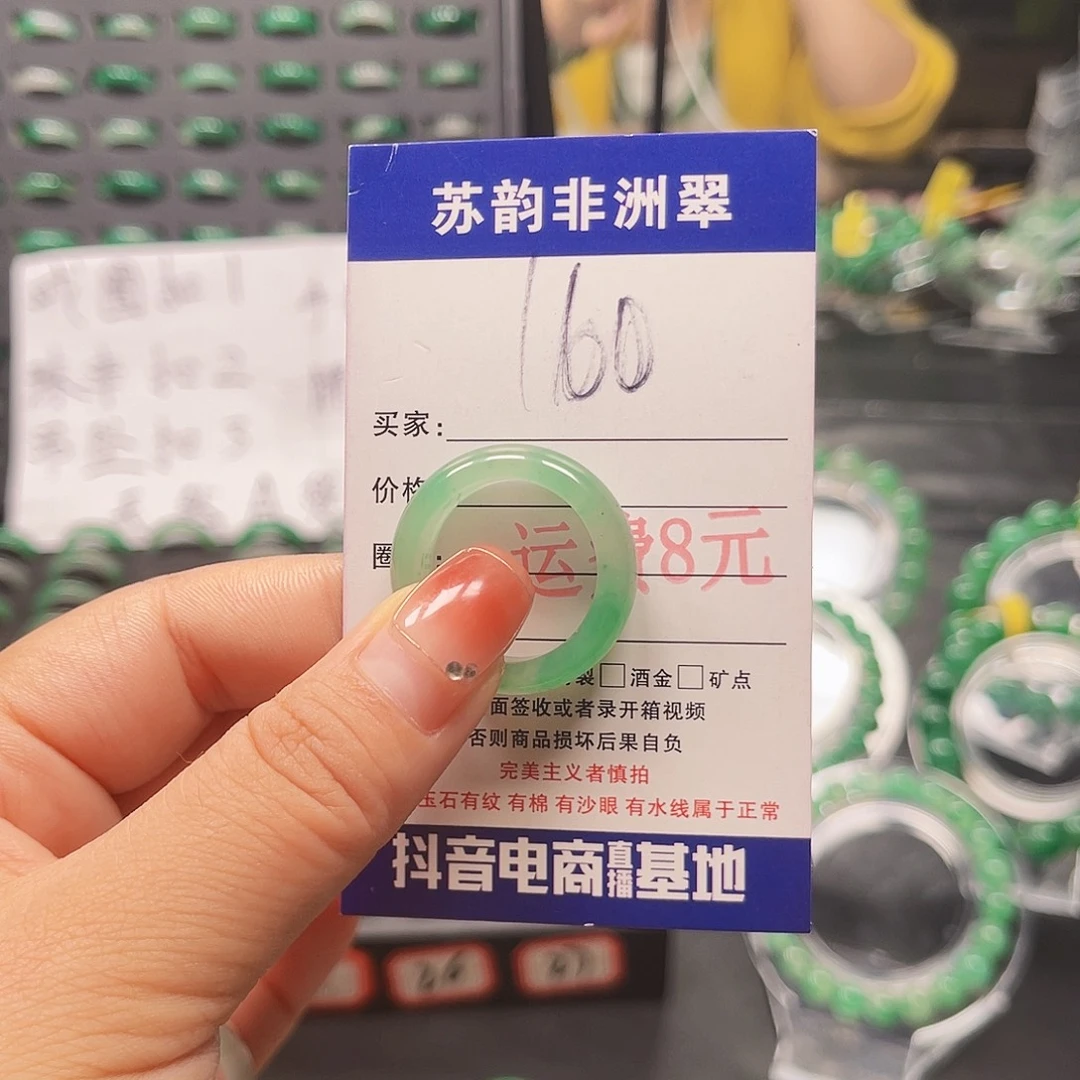 苏韵非洲翠
160
买家:
价格
圈
运费8元
裂□酒金□矿点
面签收或者录开箱视频
否则商品损坏后果自负
完美主义者慎拍
玉石有纹 有棉 有沙眼 有水线属于正常
抖音电商直播基地